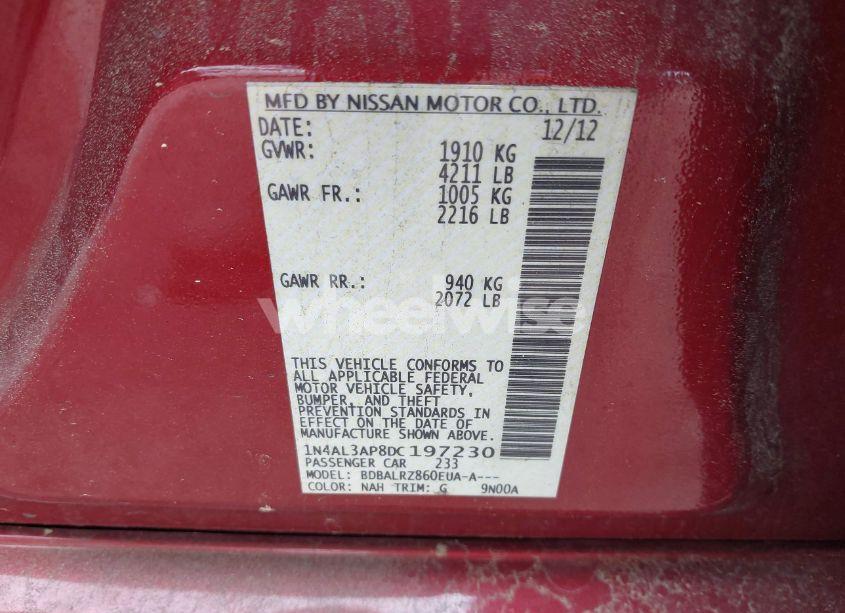 MFD BY NISSAN MOTOR CO., LTD.
DATE: 12/12
GVWR: 1910 KG
4211 LB
GAWR FR.: 1005 KG
2216 LB
GAWR RR.: 940 KG
2072 LB
wheelwise
THIS VEHICLE CONFORMS TO
ALL APPLICABLE FEDERAL
MOTOR VEHICLE SAFETY,
BUMPER, AND THEFT
PREVENTION STANDARDS IN
EFFECT ON THE DATE OF
MANUFACTURE SHOWN ABOVE.
1N4AL3AP8DC197230
PASSENGER CAR 233
MODEL: BDBALRZ860EUA-A---
COLOR: NAH TRIM: G 9N00A